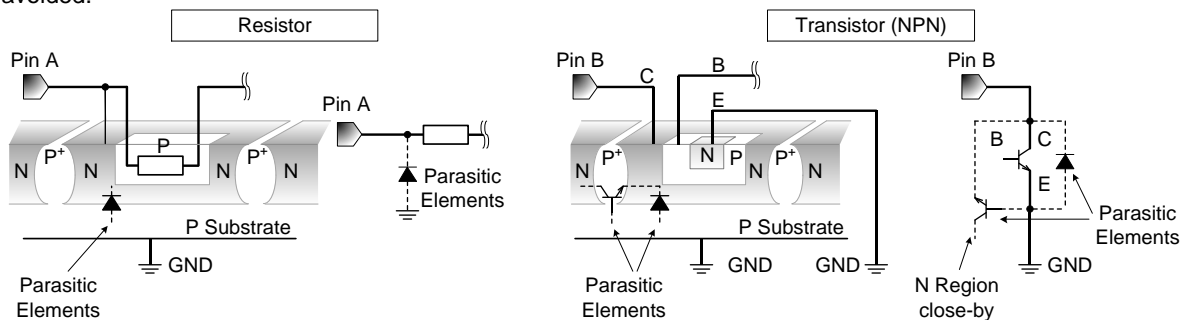 avoided.
Resistor
Transistor (NPN)
Pin A
Pin A
N
P+
N
P
P+
N
N
Parasitic
Elements
P Substrate
GND
Parasitic
Elements
Pin B
C
B
E
N
P+
N
N
P
P+
N
N
P Substrate
GND
GND
Parasitic
Elements
Pin B
B
C
E
Parasitic
Elements
GND
N Region
close-by